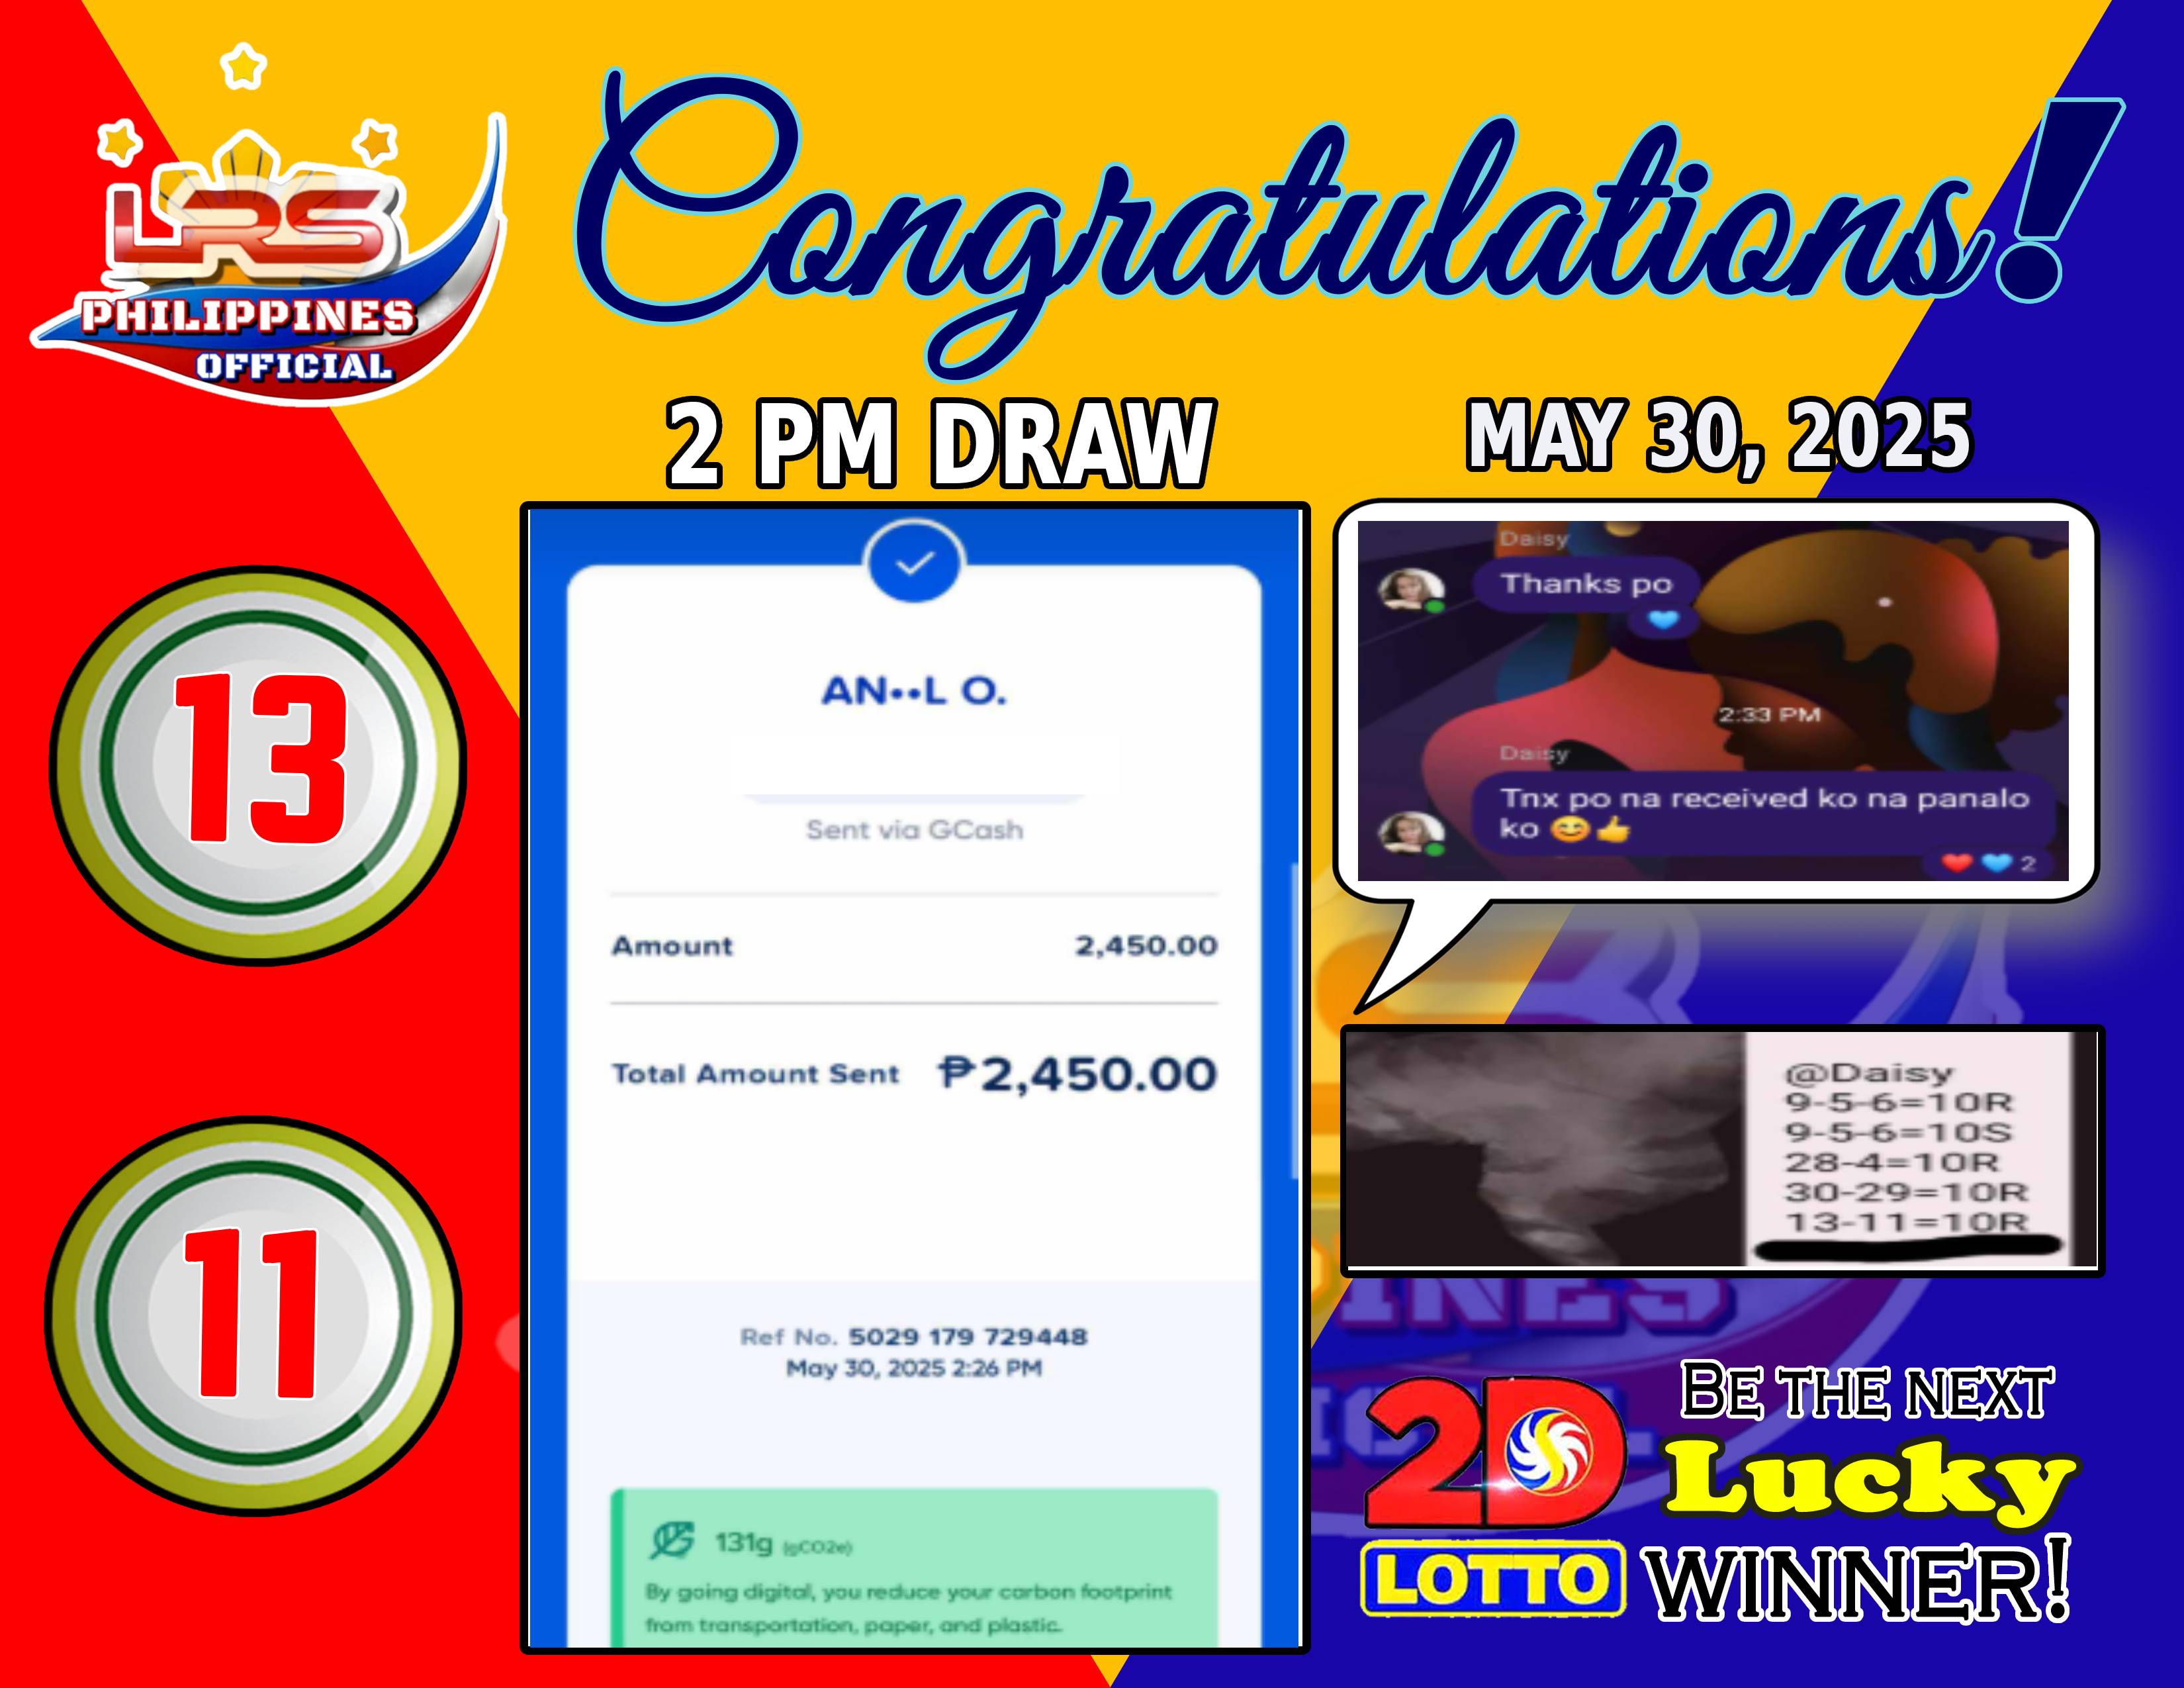 LRS
PHILIPPINES
OFFICIAL
Congratulations!
2 PM DRAW
MAY 30, 2025
13
11
AN••L O.
Sent via GCash
Amount 2,450.00
Total Amount Sent ₱2,450.00
Ref No. 5029 179 729448
May 30, 2025 2:26 PM
131g (gCO2e)
By going digital, you reduce your carbon footprint
from transportation, paper, and plastic.
Daisy
Thanks po
2:33 PM
Daisy
Tnx po na received ko na panalo
ko 😊👍
❤️💙 2
@Daisy
9-5-6=10R
9-5-6=10S
28-4=10R
30-29=10R
13-11=10R
2D
LOTTO
BE THE NEXT
Lucky
WINNER!